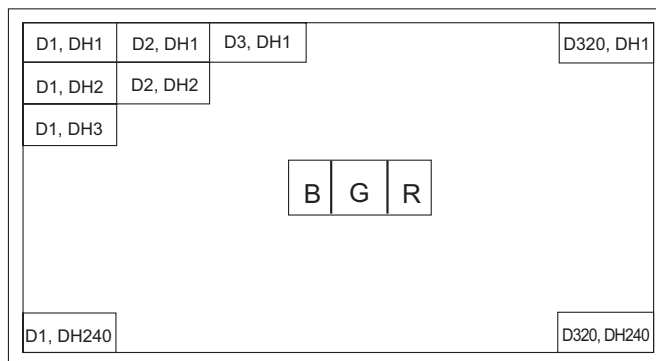 D1, DH1 D2, DH1 D3, DH1 D320, DH1
D1, DH2 D2, DH2
D1, DH3
B G R
D1, DH240 D320, DH240